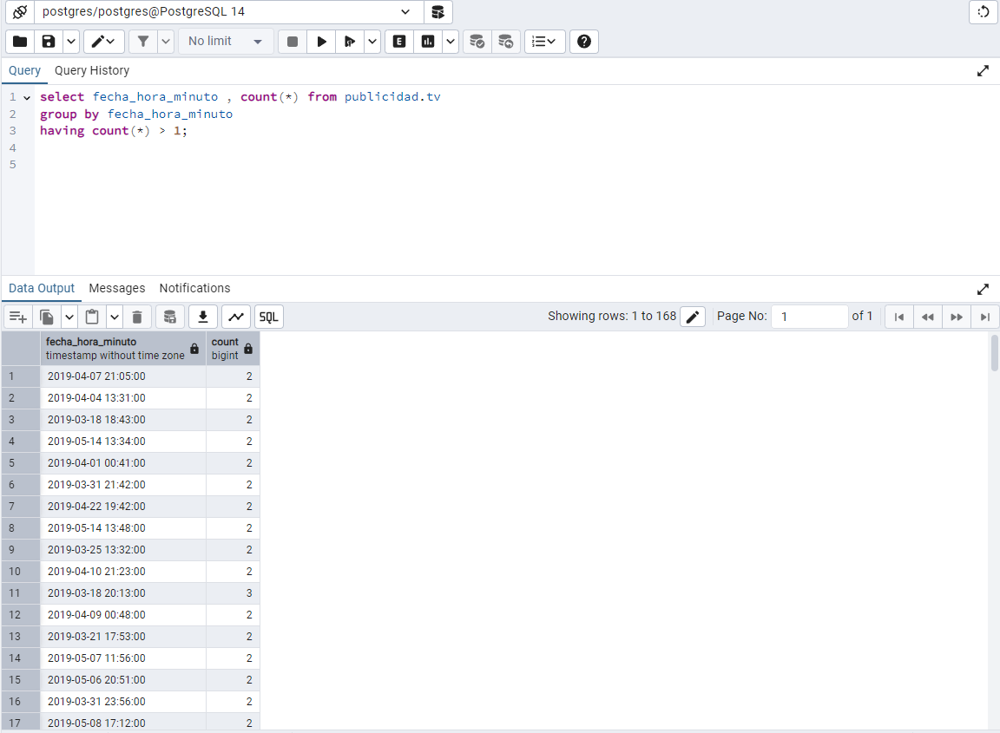 postgres/postgres@PostgreSQL 14
No limit
E
Query Query History
1 select fecha_hora_minuto , count(*) from publicidad.tv
2 group by fecha_hora_minuto
3 having count(*) > 1;
4
5
Data Output Messages Notifications
SQL Showing rows: 1 to 168 Page No: 1 of 1
fecha_hora_minuto count
timestamp without time zone bigint
1 2019-04-07 21:05:00 2
2 2019-04-04 13:31:00 2
3 2019-03-18 18:43:00 2
4 2019-05-14 13:34:00 2
5 2019-04-01 00:41:00 2
6 2019-03-31 21:42:00 2
7 2019-04-22 19:42:00 2
8 2019-05-14 13:48:00 2
9 2019-03-25 13:32:00 2
10 2019-04-10 21:23:00 2
11 2019-03-18 20:13:00 3
12 2019-04-09 00:48:00 2
13 2019-03-21 17:53:00 2
14 2019-05-07 11:56:00 2
15 2019-05-06 20:51:00 2
16 2019-03-31 23:56:00 2
17 2019-05-08 17:12:00 2